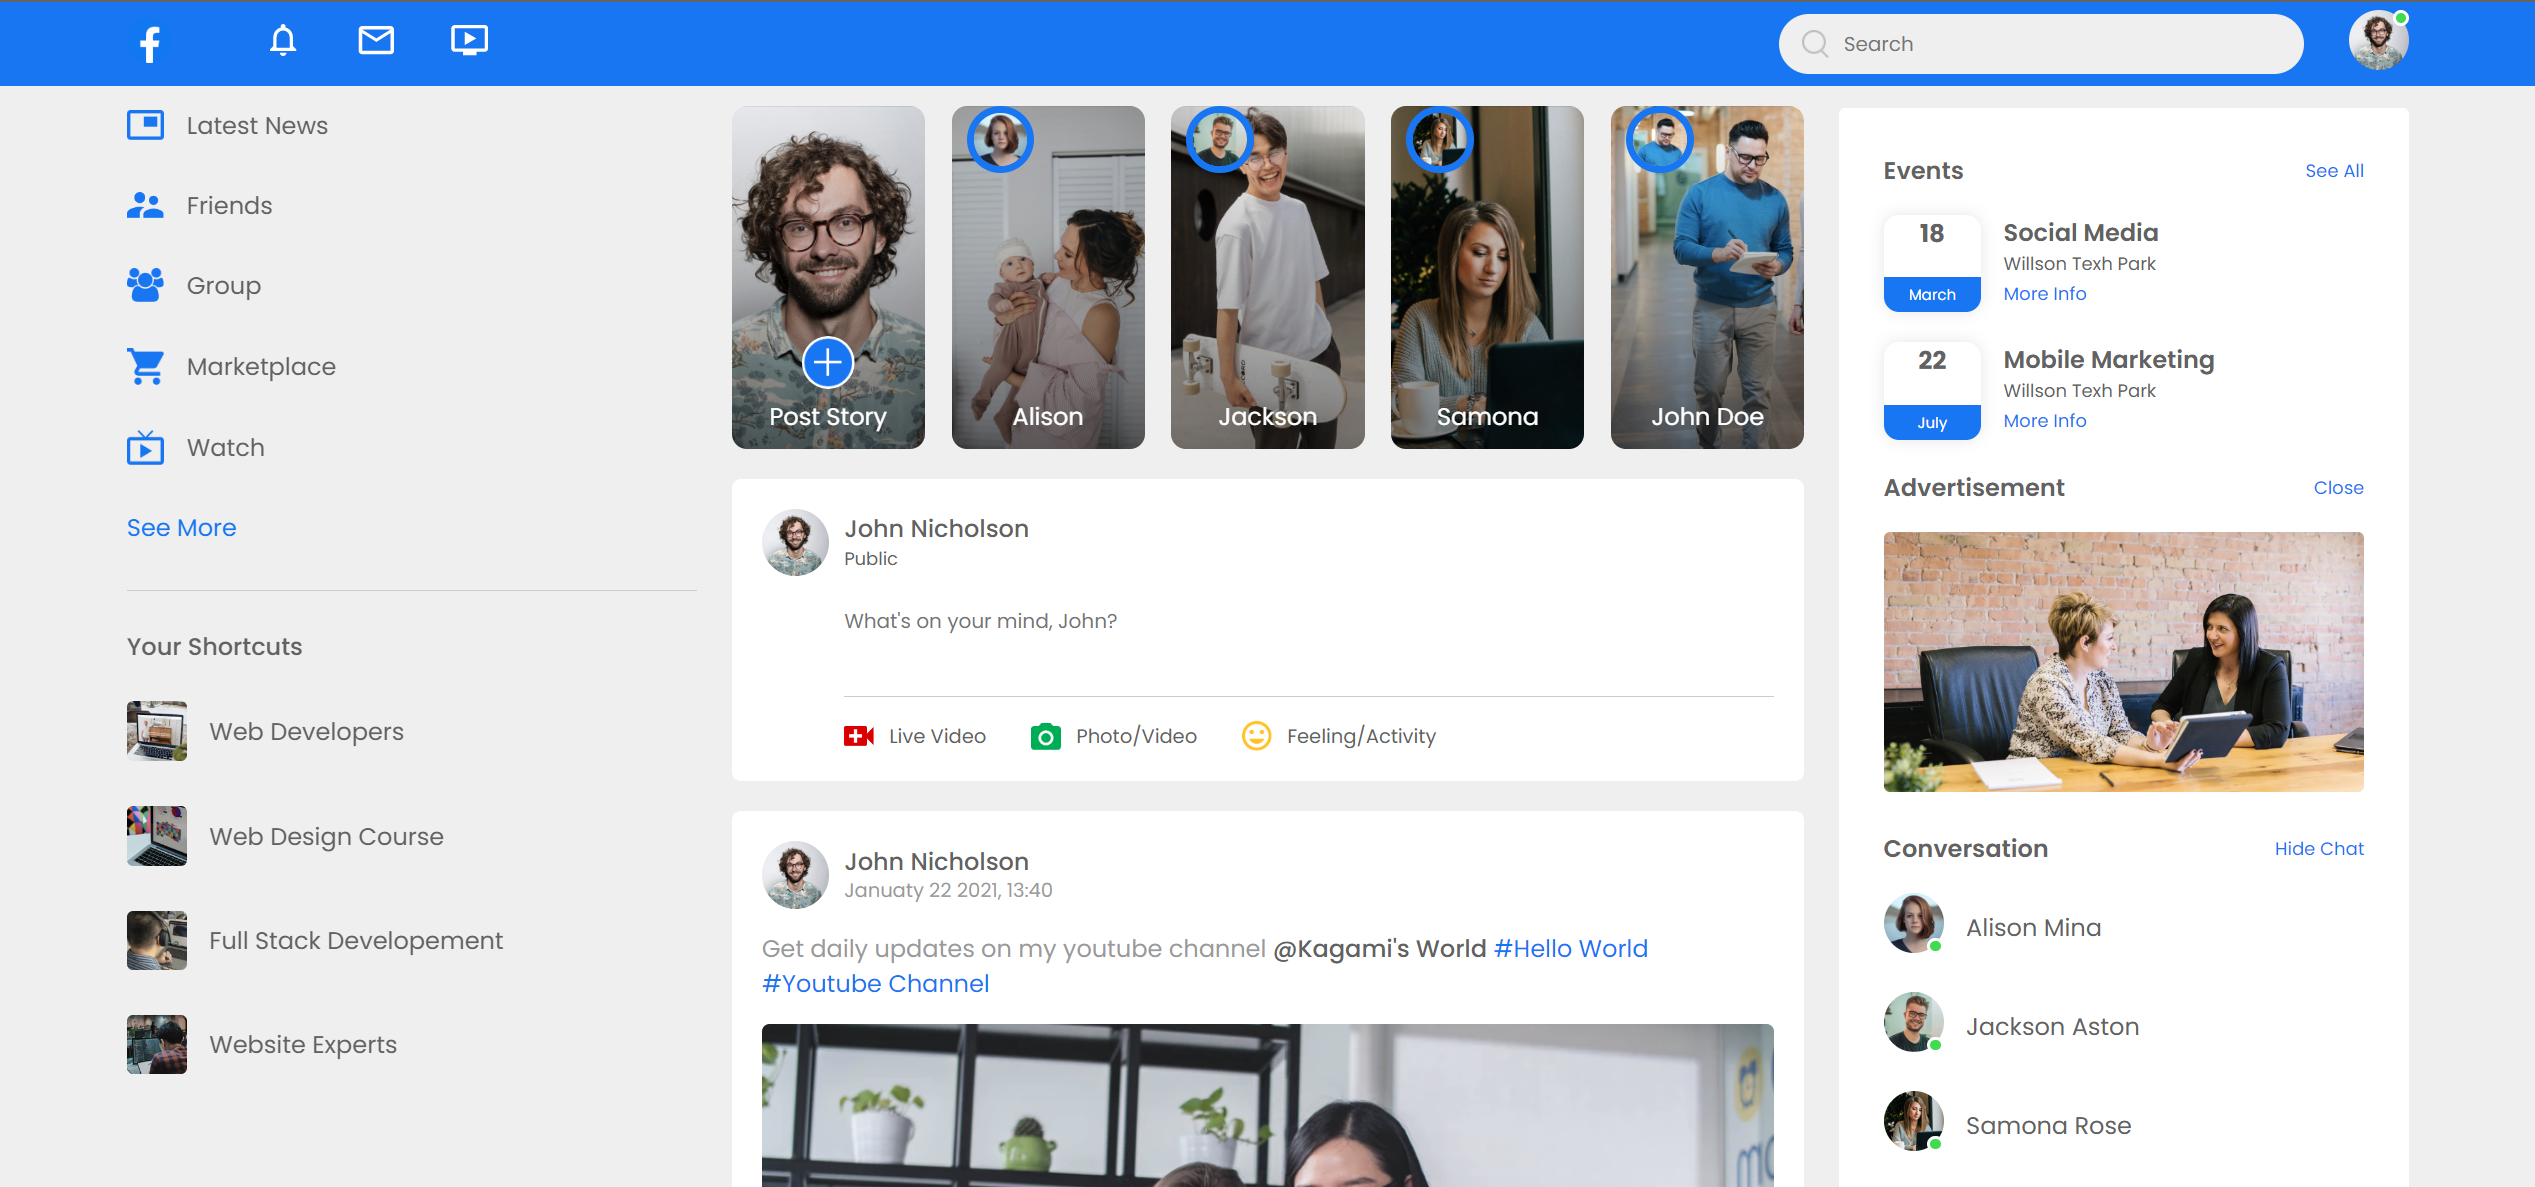 Search
Latest News
Friends
Group
Marketplace
Watch
See More
Your Shortcuts
Web Developers
Web Design Course
Full Stack Developement
Website Experts
Post Story
Alison
Jackson
Samona
John Doe
John Nicholson
Public
What's on your mind, John?
Live Video
Photo/Video
Feeling/Activity
John Nicholson
Januaty 22 2021, 13:40
Get daily updates on my youtube channel @Kagami's World #Hello World
#Youtube Channel
Events
See All
18
March
Social Media
Willson Texh Park
More Info
22
July
Mobile Marketing
Willson Texh Park
More Info
Advertisement
Close
Conversation
Hide Chat
Alison Mina
Jackson Aston
Samona Rose